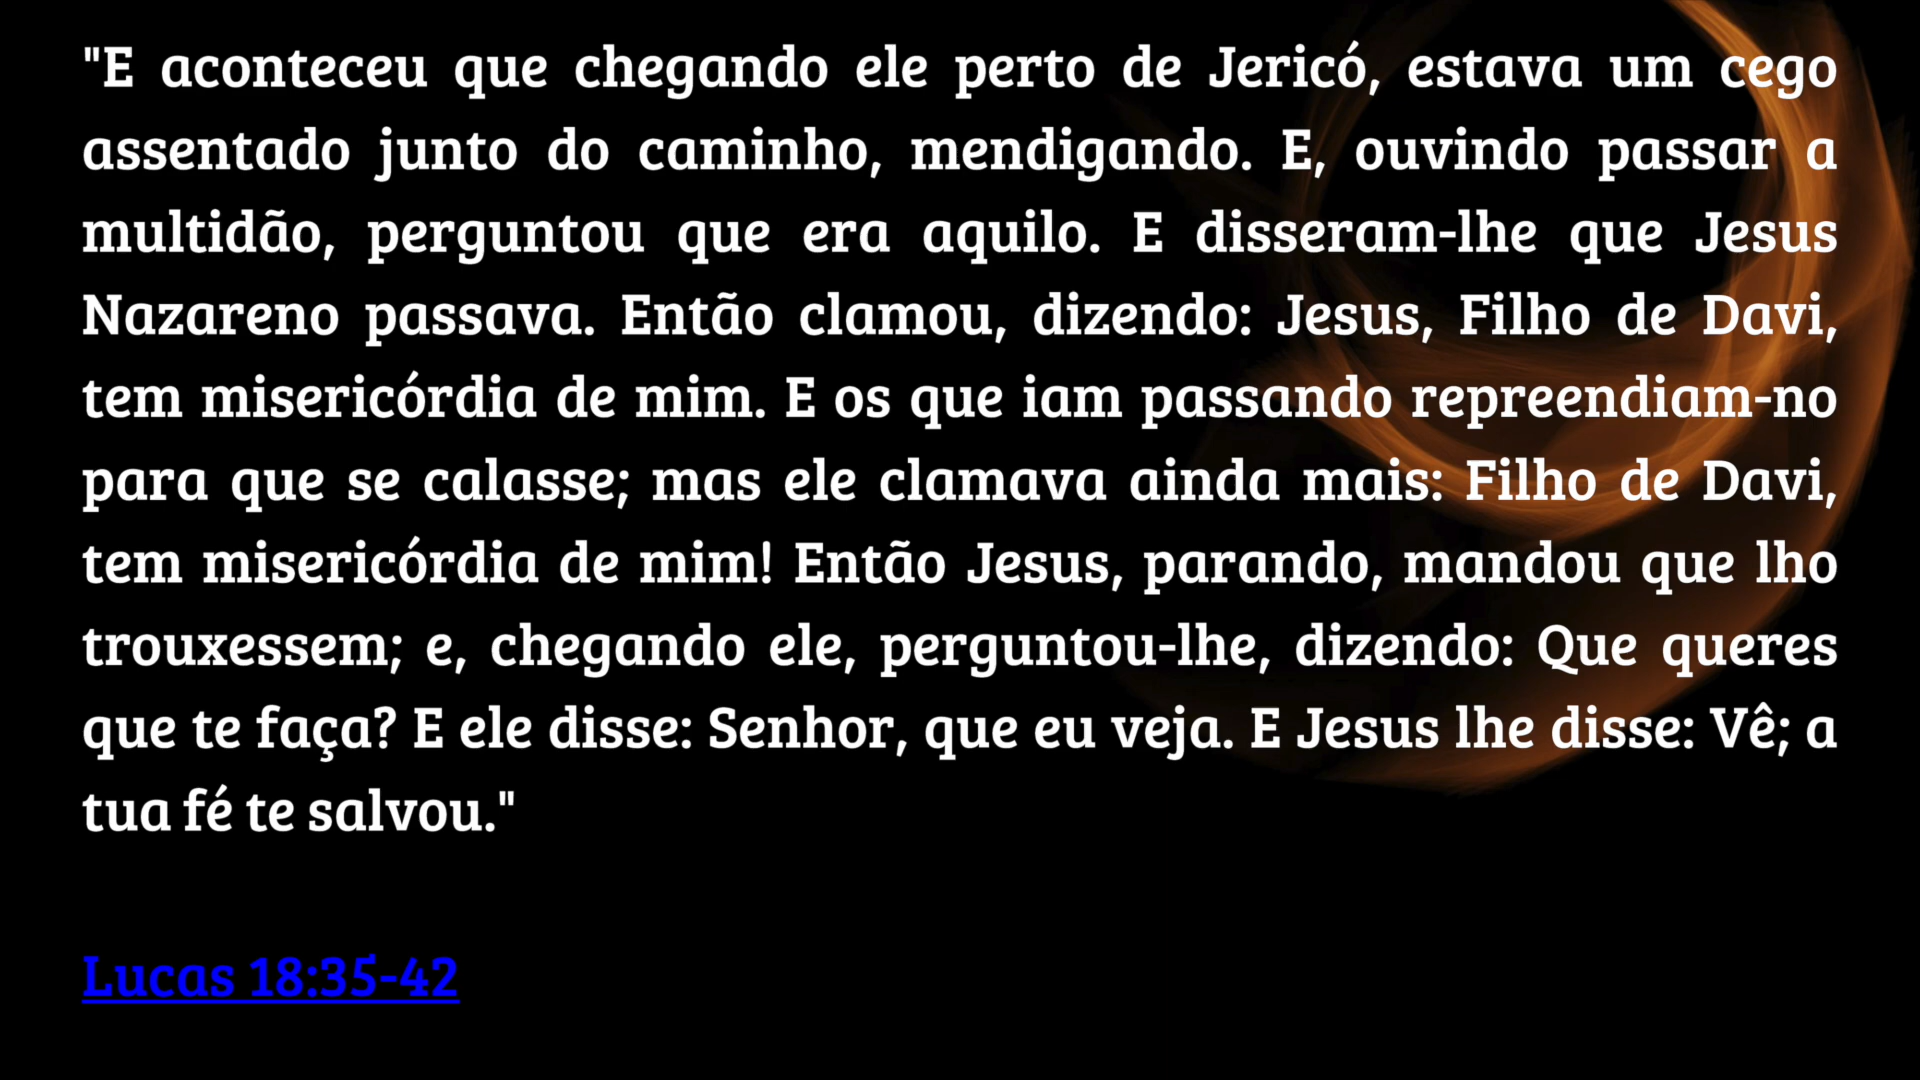 "E aconteceu que chegando ele perto de Jericó, estava um cego
assentado junto do caminho, mendigando. E, ouvindo passar a
multidão, perguntou que era aquilo. E disseram-lhe que Jesus
Nazareno passava. Então clamou, dizendo: Jesus, Filho de Davi,
tem misericórdia de mim. E os que iam passando repreendiam-no
para que se calasse; mas ele clamava ainda mais: Filho de Davi,
tem misericórdia de mim! Então Jesus, parando, mandou que lho
trouxessem; e, chegando ele, perguntou-lhe, dizendo: Que queres
que te faça? E ele disse: Senhor, que eu veja. E Jesus lhe disse: Vê; a
tua fé te salvou."
Lucas 18:35-42